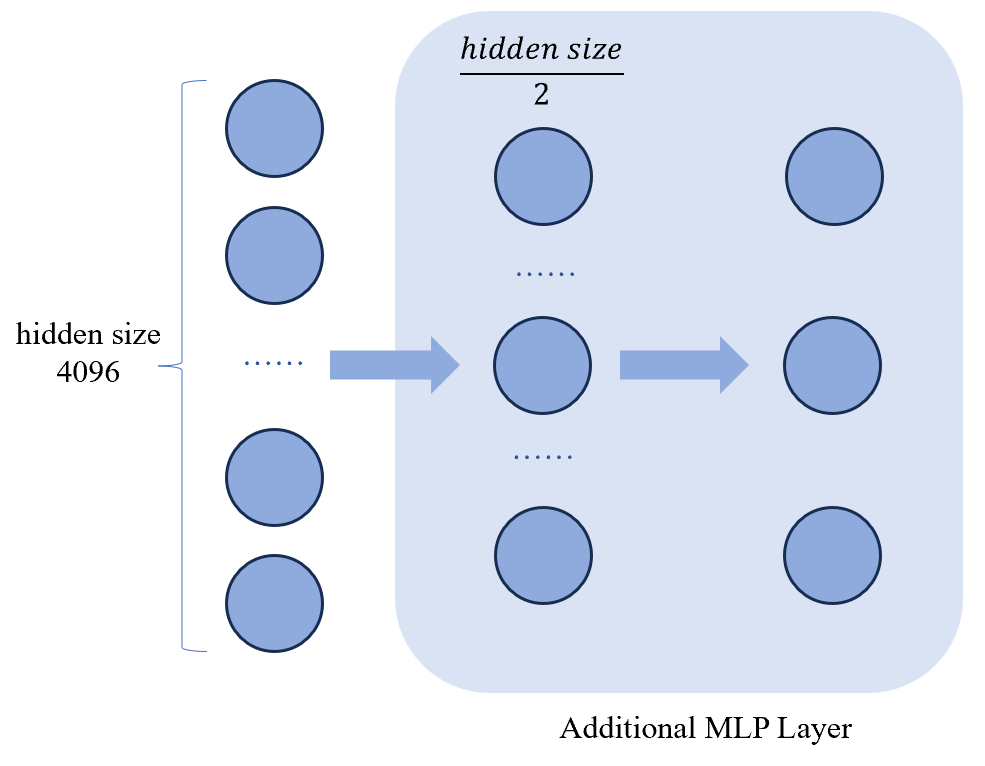 hidden size
4096
......
hidden size
2
......
......
Additional MLP Layer